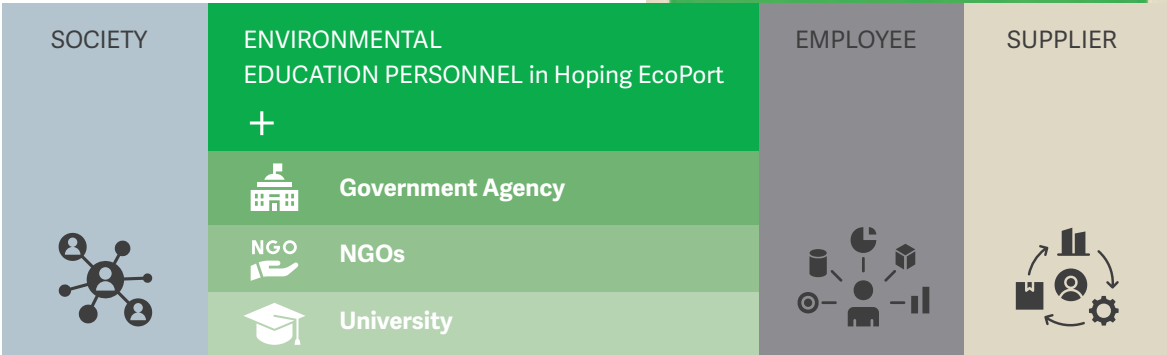 SOCIETY
ENVIRONMENTAL
EDUCATION PERSONNEL in Hoping EcoPort
+
Government Agency
NGO
NGOs
University
EMPLOYEE
SUPPLIER